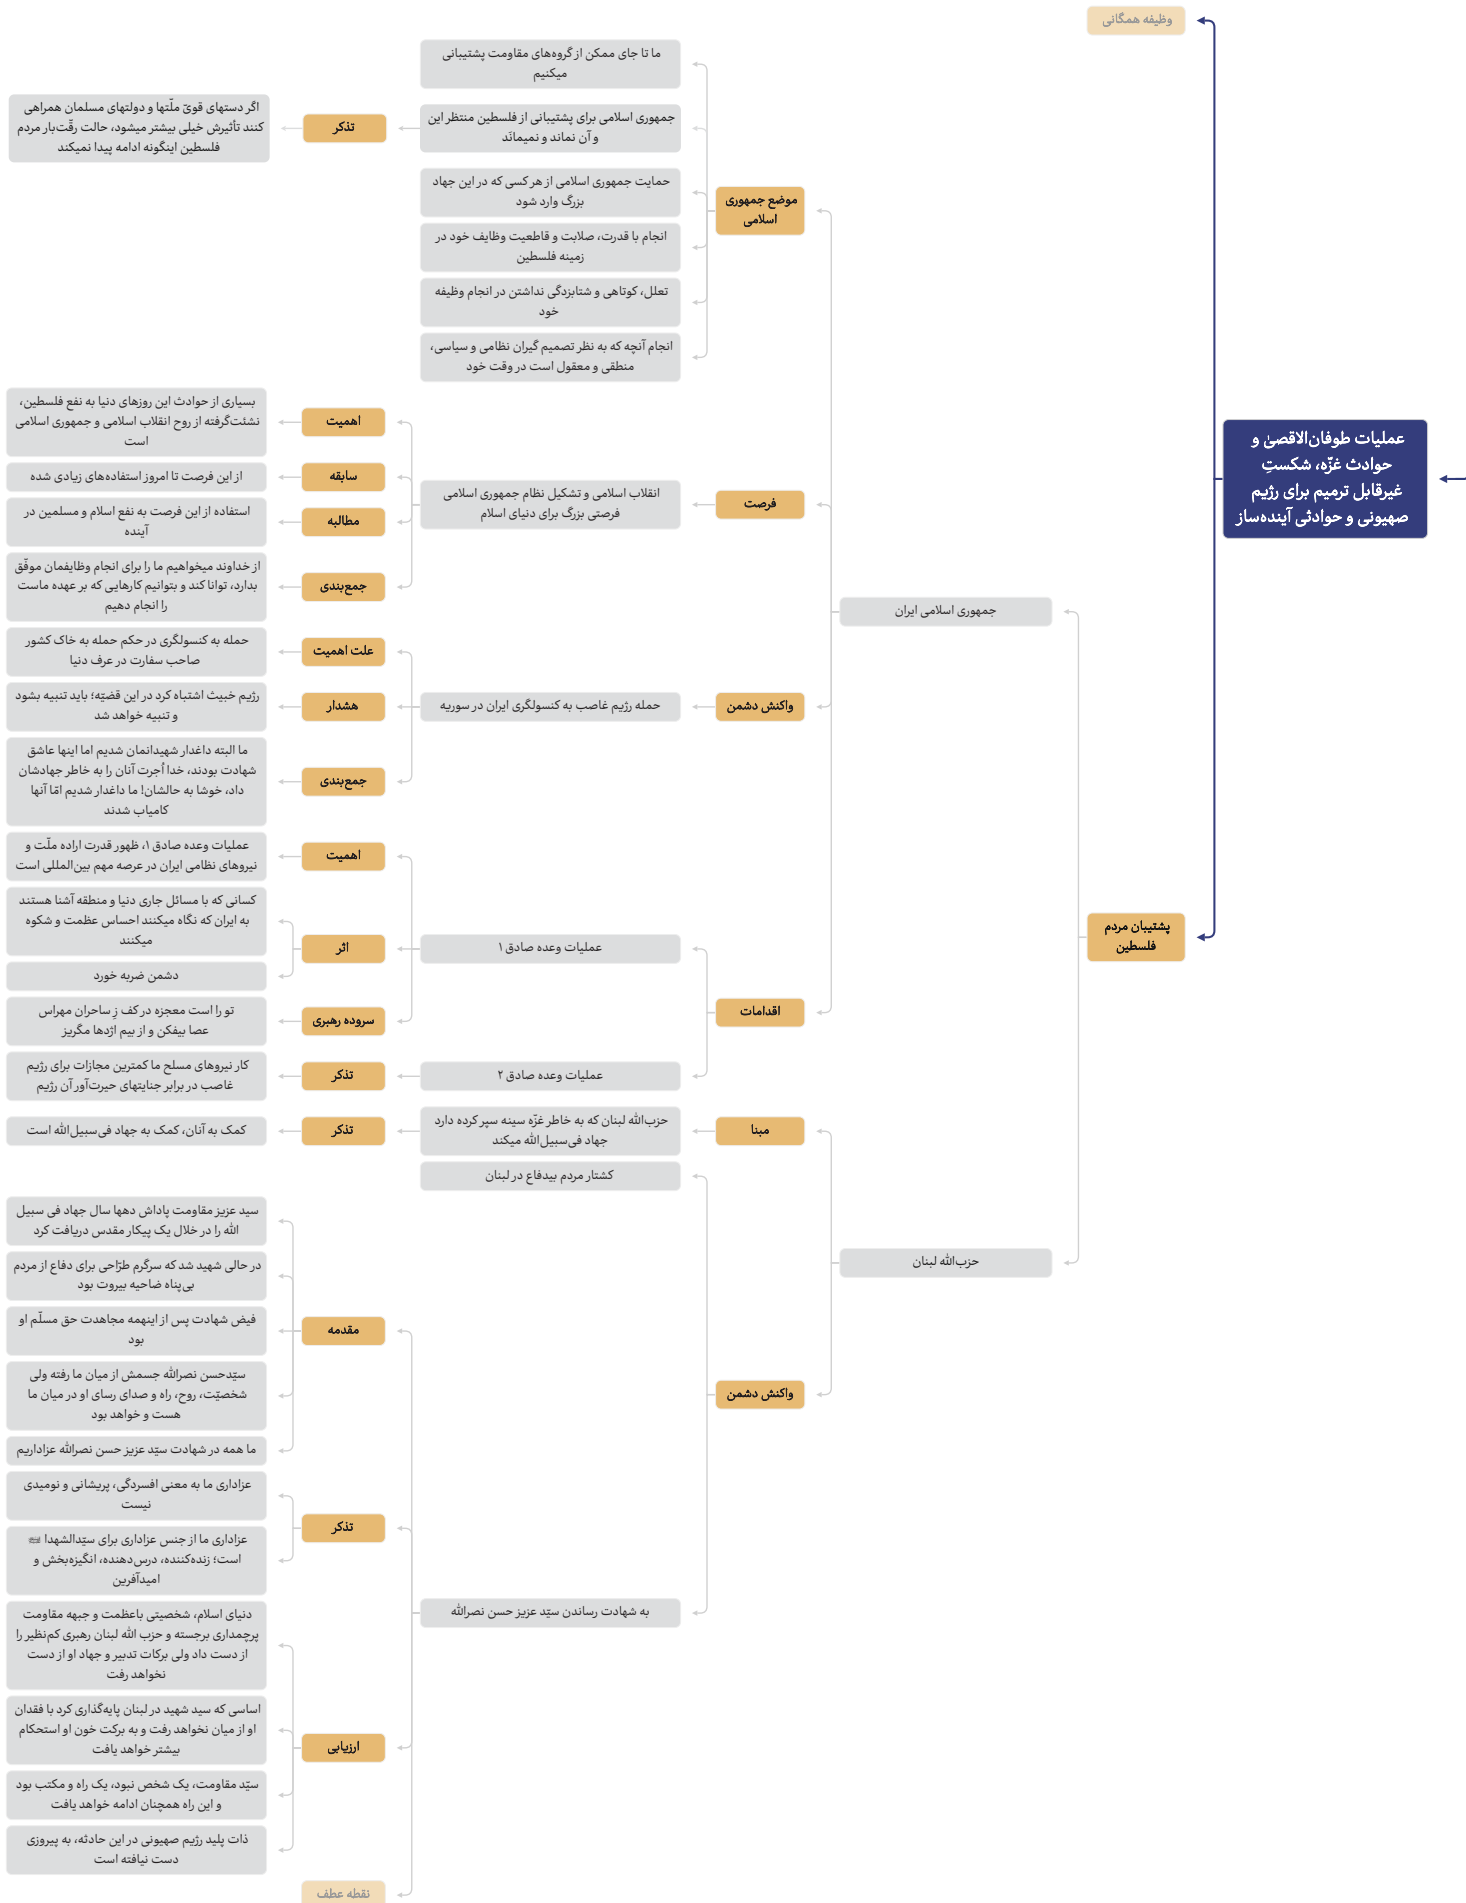 عملیات طوفان‌الاقصیٰ و
حوادث غزّه، شکستِ
غیرقابل ترمیم برای رژیم
صهیونی و حوادثی آینده‌ساز
وظیفه همگانی
پشتیبان مردم
فلسطین
جمهوری اسلامی ایران
موضع جمهوری
اسلامی
ما تا جای ممکن از گروه‌های مقاومت پشتیبانی
میکنیم
جمهوری اسلامی برای پشتیبانی از فلسطین منتظر این
و آن نماند و نمیمانَد
تذکر
اگر دستهای قویّ ملّتها و دولتهای مسلمان همراهی
کنند تأثیرش خیلی بیشتر میشود، حالت رقّت‌بار مردم
فلسطین اینگونه ادامه پیدا نمیکند
حمایت جمهوری اسلامی از هر کسی که در این جهاد
بزرگ وارد شود
انجام با قدرت، صلابت و قاطعیت وظایف خود در
زمینه فلسطین
تعلل، کوتاهی و شتابزدگی نداشتن در انجام وظیفه
خود
انجام آنچه که به نظر تصمیم گیران نظامی و سیاسی،
منطقی و معقول است در وقت خود
فرصت
انقلاب اسلامی و تشکیل نظام جمهوری اسلامی
فرصتی بزرگ برای دنیای اسلام
اهمیت
بسیاری از حوادث این روزهای دنیا به نفع فلسطین،
نشئت‌گرفته از روح انقلاب اسلامی و جمهوری اسلامی
است
سابقه
از این فرصت تا امروز استفاده‌های زیادی شده
مطالبه
استفاده از این فرصت به نفع اسلام و مسلمین در
آینده
جمع‌بندی
از خداوند میخواهیم ما را برای انجام وظایفمان موفّق
بدارد، توانا کند و بتوانیم کارهایی که بر عهده ماست
را انجام دهیم
واکنش دشمن
حمله رژیم غاصب به کنسولگری ایران در سوریه
علت اهمیت
حمله به کنسولگری در حکم حمله به خاک کشور
صاحب سفارت در عرف دنیا
هشدار
رژیم خبیث اشتباه کرد در این قضیّه؛ باید تنبیه بشود
و تنبیه خواهد شد
جمع‌بندی
ما البته داغدار شهیدانمان شدیم اما اینها عاشق
شهادت بودند، خدا اُجرت آنان را به خاطر جهادشان
داد، خوشا به حالشان! ما داغدار شدیم امّا آنها
کامیاب شدند
اقدامات
عملیات وعده صادق ۱
اهمیت
عملیات وعده صادق ۱، ظهور قدرت اراده ملّت و
نیروهای نظامی ایران در عرصه مهم بین‌المللی است
اثر
کسانی که با مسائل جاری دنیا و منطقه آشنا هستند
به ایران که نگاه میکنند احساس عظمت و شکوه
میکنند
دشمن ضربه خورد
سروده رهبری
تو را است معجزه در کف زِ ساحران مهراس
عصا بیفکن و از بیم اژدها مگریز
عملیات وعده صادق ۲
تذکر
کار نیروهای مسلح ما کمترین مجازات برای رژیم
غاصب در برابر جنایتهای حیرت‌آور آن رژیم
حزب‌الله لبنان
مبنا
حزب‌الله لبنان که به خاطر غزّه سینه سپر کرده دارد
جهاد فی‌سبیل‌الله میکند
تذکر
کمک به آنان، کمک به جهاد فی‌سبیل‌الله است
واکنش دشمن
کشتار مردم بیدفاع در لبنان
به شهادت رساندن سیّد عزیز حسن نصرالله
مقدمه
سید عزیز مقاومت پاداش دهها سال جهاد فی سبیل
الله را در خلال یک پیکار مقدس دریافت کرد
در حالی شهید شد که سرگرم طرّاحی برای دفاع از مردم
بی‌پناه ضاحیه بیروت بود
فیض شهادت پس از اینهمه مجاهدت حق مسلّم او
بود
سیّدحسن نصرالله جسمش از میان ما رفته ولی
شخصیّت، روح، راه و صدای رسای او در میان ما
هست و خواهد بود
ما همه در شهادت سیّد عزیز حسن نصرالله عزاداریم
تذکر
عزاداری ما به معنی افسردگی، پریشانی و نومیدی
نیست
عزاداری ما از جنس عزاداری برای سیّدالشهدا
است؛ زنده‌کننده، درس‌دهنده، انگیزه‌بخش و
امیدآفرین
ارزیابی
دنیای اسلام، شخصیتی باعظمت و جبهه مقاومت
پرچمداری برجسته و حزب الله لبنان رهبری کم‌نظیر را
از دست داد ولی برکات تدبیر و جهاد او از دست
نخواهد رفت
اساسی که سید شهید در لبنان پایه‌گذاری کرد با فقدان
او از میان نخواهد رفت و به برکت خون او استحکام
بیشتر خواهد یافت
سیّد مقاومت، یک شخص نبود، یک راه و مکتب بود
و این راه همچنان ادامه خواهد یافت
ذات پلید رژیم صهیونی در این حادثه، به پیروزی
دست نیافته است
نقطه عطف